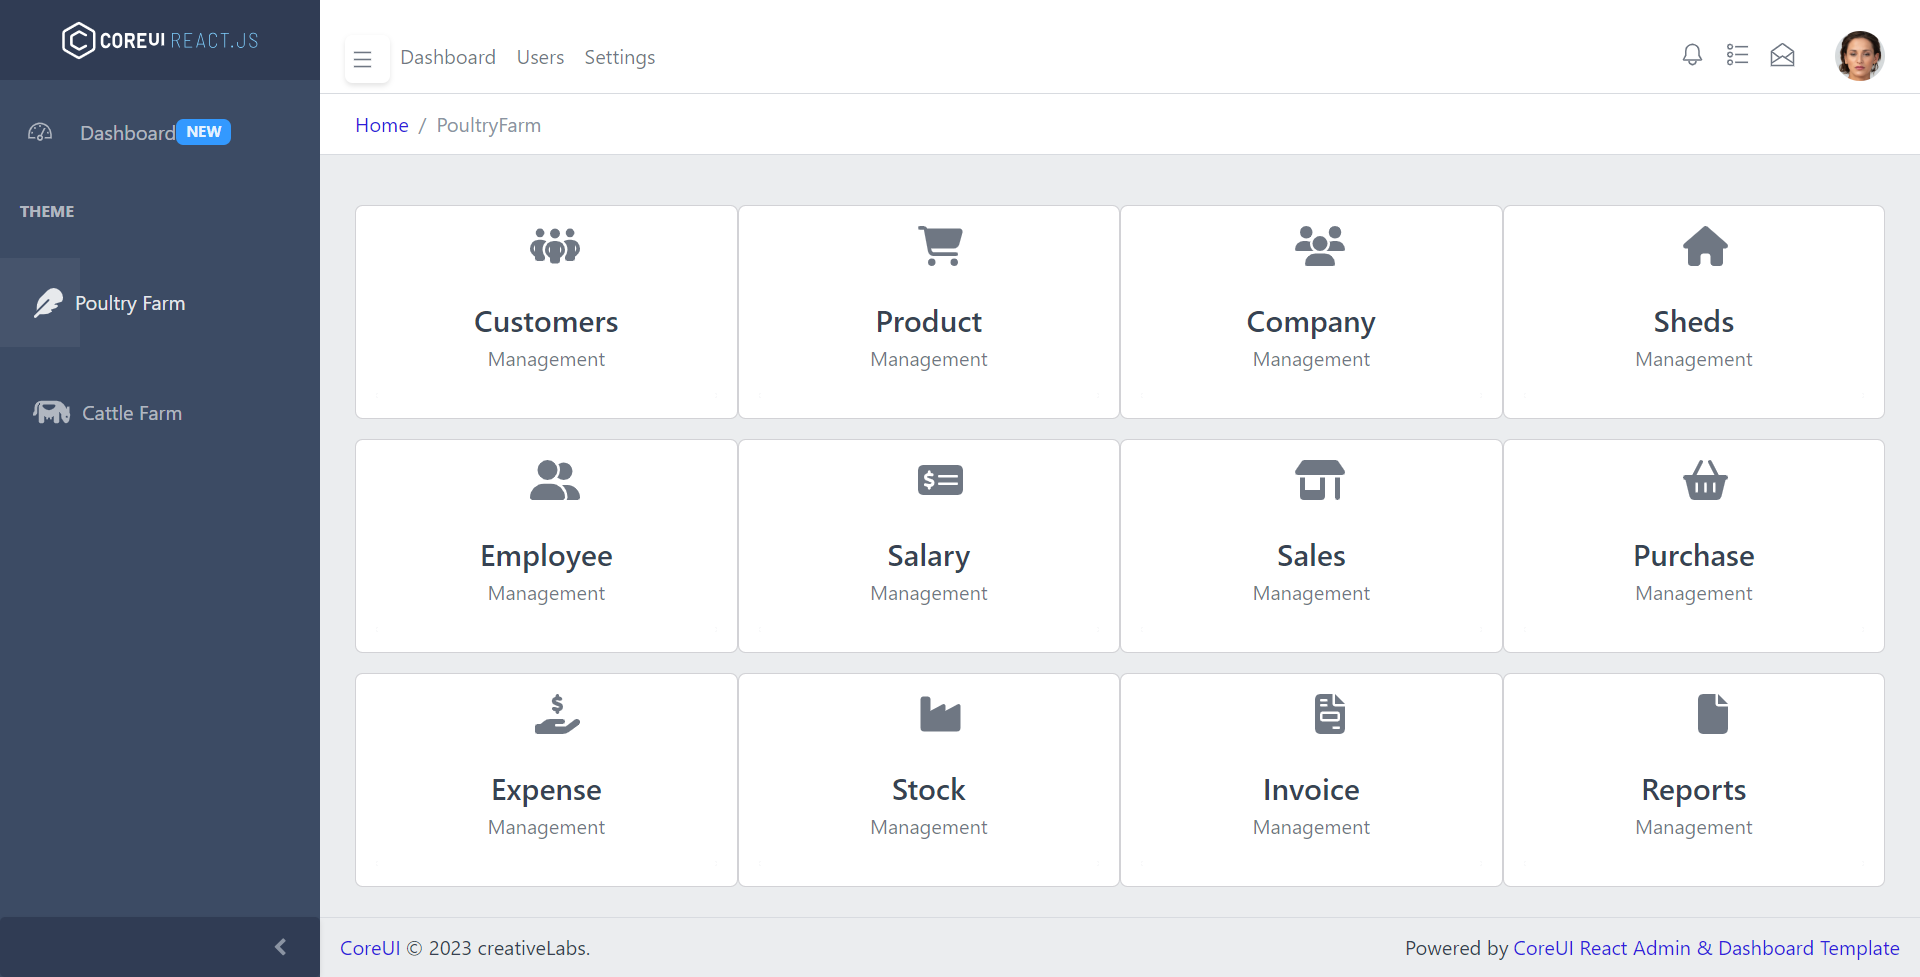 COREUI REACT.JS
Dashboard NEW
THEME
Poultry Farm
Cattle Farm
Dashboard Users Settings
Home / PoultryFarm
Customers
Management
Product
Management
Company
Management
Sheds
Management
Employee
Management
Salary
Management
Sales
Management
Purchase
Management
Expense
Management
Stock
Management
Invoice
Management
Reports
Management
CoreUI © 2023 creativeLabs.
Powered by CoreUI React Admin & Dashboard Template